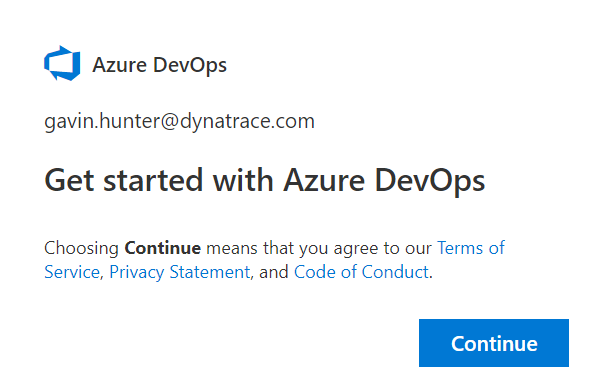 Azure DevOps
gavin.hunter@dynatrace.com
Get started with Azure DevOps
Choosing Continue means that you agree to our Terms of
Service, Privacy Statement, and Code of Conduct.
Continue